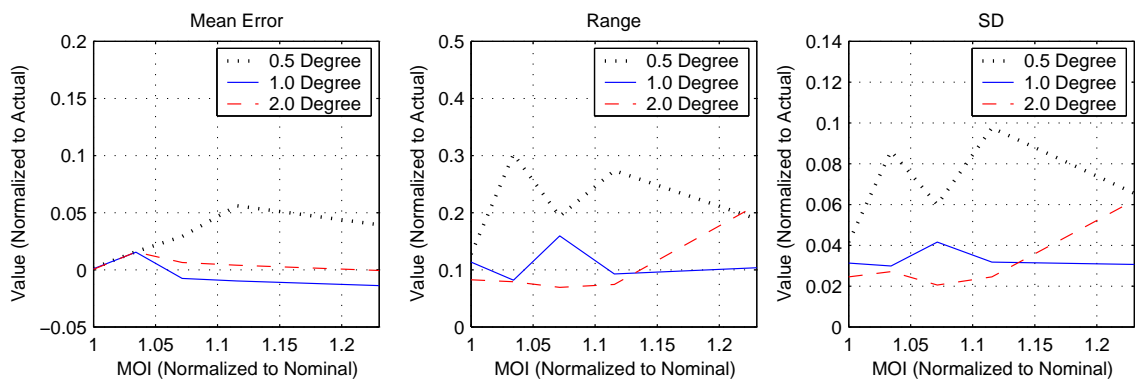 Mean Error
0.2
0.15
0.1
0.05
0
−0.05
Value (Normalized to Actual)
0.5 Degree
1.0 Degree
2.0 Degree
1 1.05 1.1 1.15 1.2
MOI (Normalized to Nominal)
Range
0.5
0.4
0.3
0.2
0.1
0
Value (Normalized to Actual)
0.5 Degree
1.0 Degree
2.0 Degree
1 1.05 1.1 1.15 1.2
MOI (Normalized to Nominal)
SD
0.14
0.12
0.1
0.08
0.06
0.04
0.02
0
Value (Normalized to Actual)
0.5 Degree
1.0 Degree
2.0 Degree
1 1.05 1.1 1.15 1.2
MOI (Normalized to Nominal)